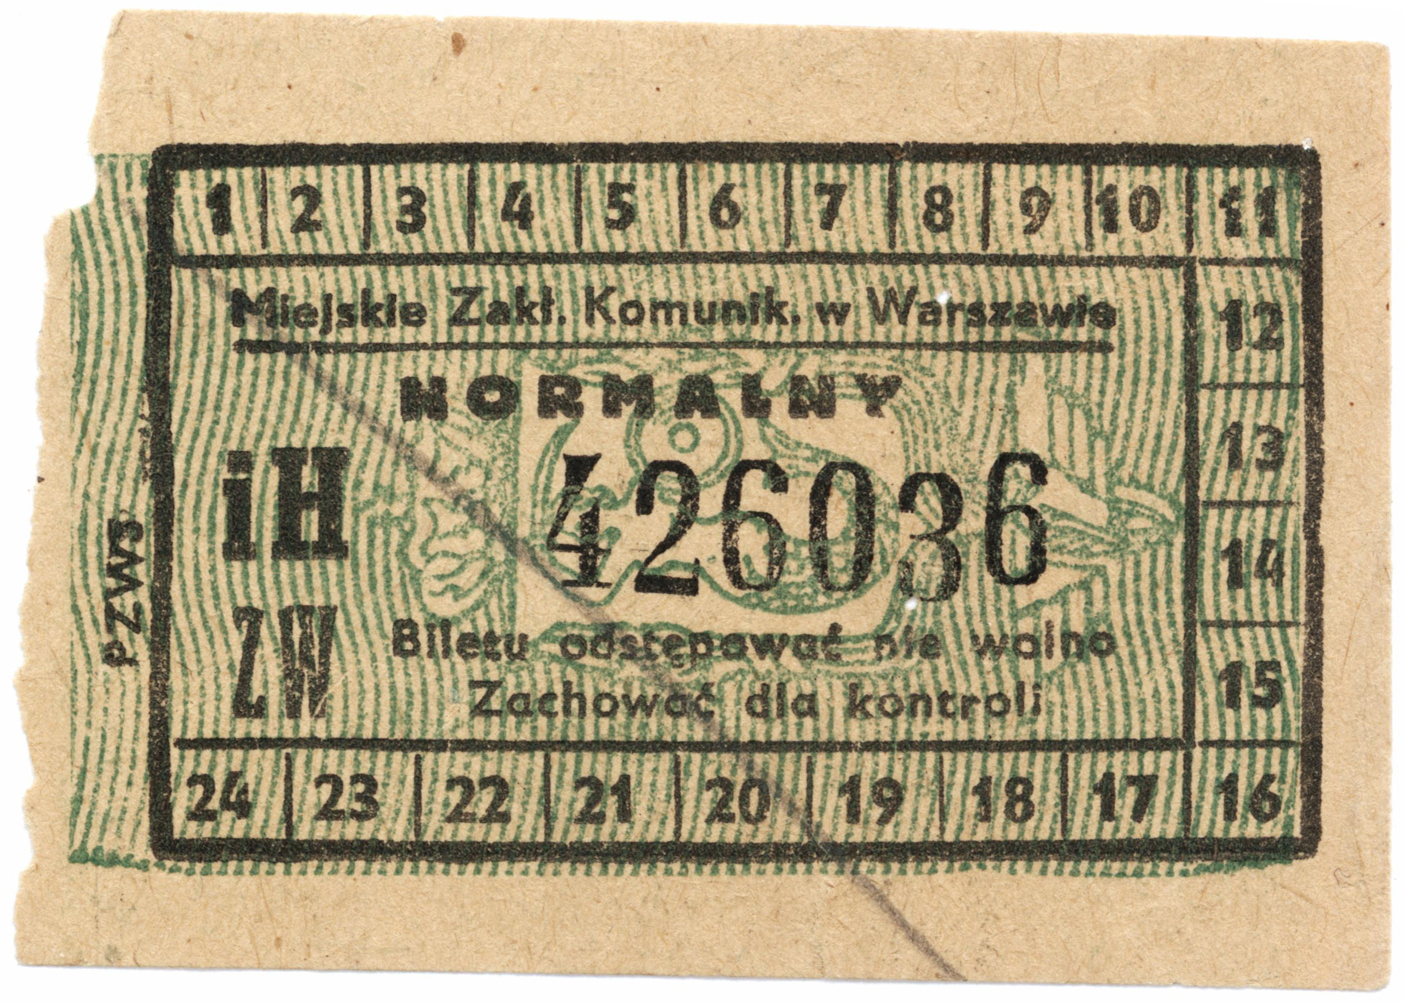 1 2 3 4 5 6 7 8 9 10 11
Miejskie Zakł. Komunik. w Warszawie
12
NORMALNY
13
iH 426036
14
PZWS
ZW
Biletu odstępować nie wolno
15
Zachować dla kontroli
24 23 22 21 20 19 18 17 16